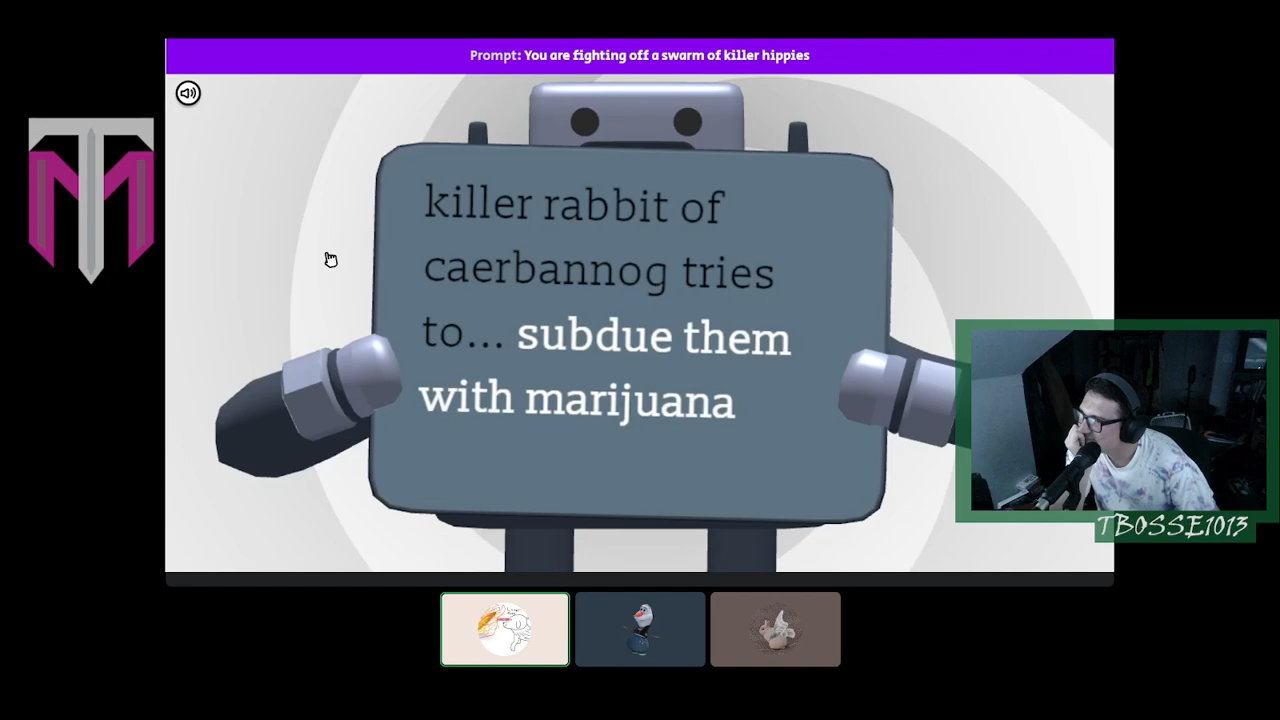 Prompt: You are fighting off a swarm of killer hippies
killer rabbit of
caerbannog tries
to... subdue them
with marijuana
TM
TBOSSE1013